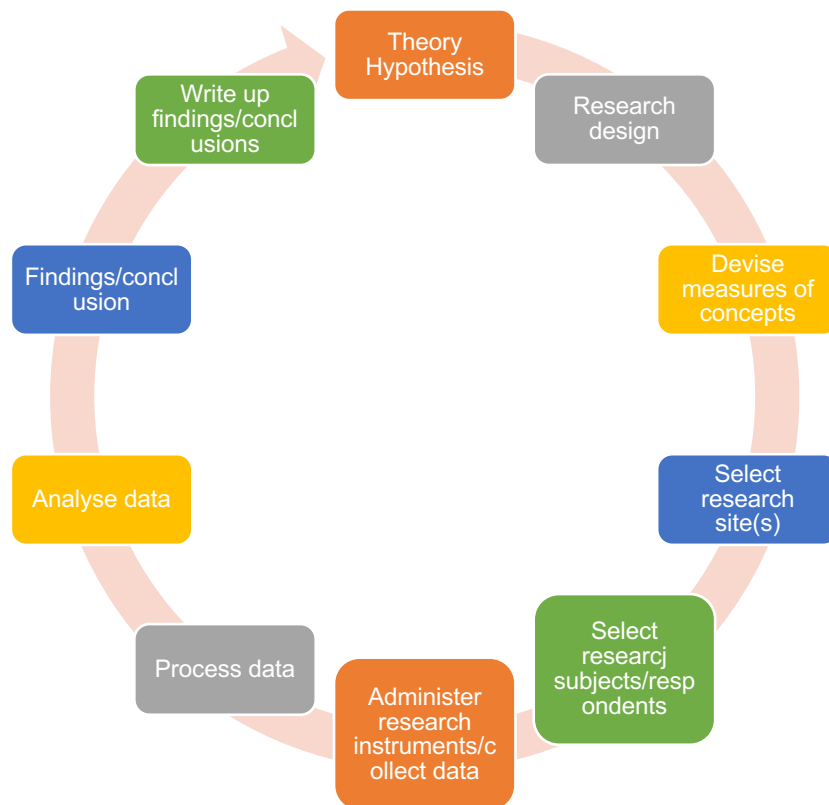 Theory
Hypothesis
Research
design
Devise
measures of
concepts
Select
research
site(s)
Select
researcj
subjects/resp
ondents
Administer
research
instruments/c
ollect data
Process data
Analyse data
Findings/concl
usion
Write up
findings/concl
usions